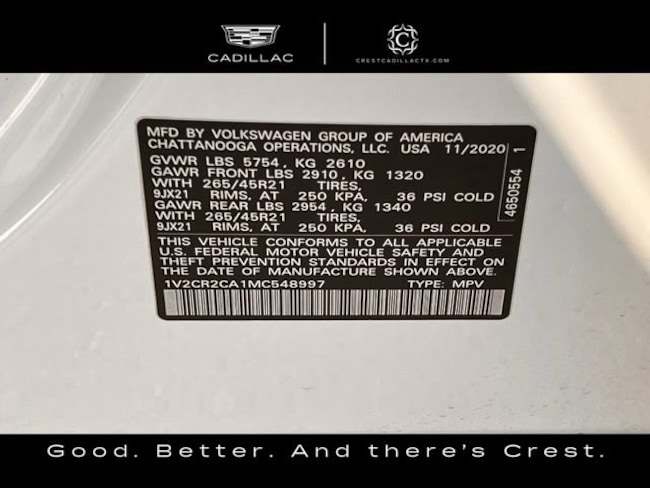 CADILLAC
C
CRESTCADILLACTX.COM
MFD BY VOLKSWAGEN GROUP OF AMERICA
CHATTANOOGA OPERATIONS, LLC. USA 11/2020
GVWR LBS 5754, KG 2610
GAWR FRONT LBS 2910, KG 1320
WITH 265/45R21 TIRES,
9JX21 RIMS, AT 250 KPA, 36 PSI COLD
GAWR REAR LBS 2954, KG 1340
WITH 265/45R21 TIRES,
9JX21 RIMS, AT 250 KPA, 36 PSI COLD
THIS VEHICLE CONFORMS TO ALL APPLICABLE
U.S. FEDERAL MOTOR VEHICLE SAFETY AND
THEFT PREVENTION STANDARDS IN EFFECT ON
THE DATE OF MANUFACTURE SHOWN ABOVE.
1V2CR2CA1MC548997 TYPE: MPV
4650554 1
Good. Better. And there's Crest.